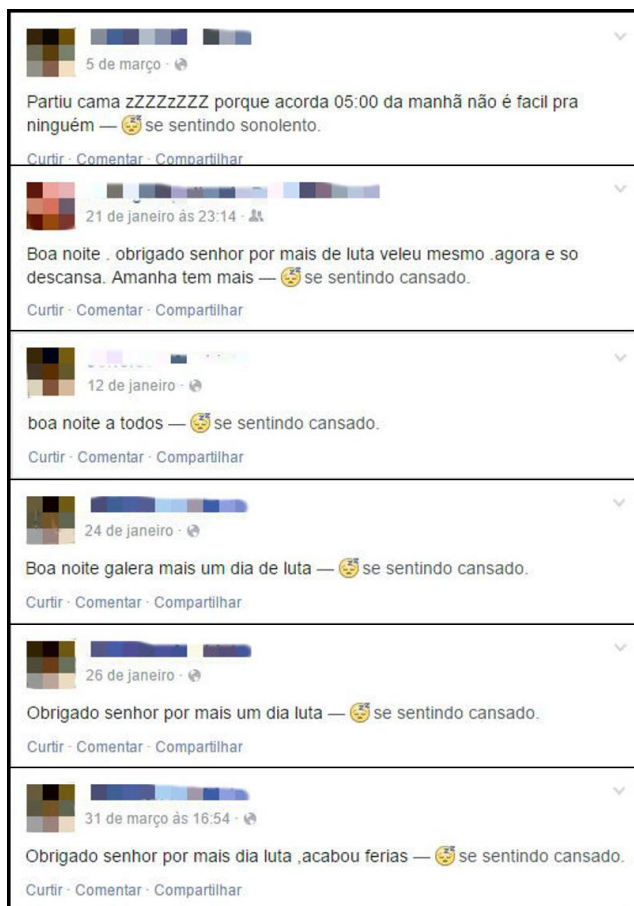 5 de março ·
Partiu cama zZZZzZZZ porque acorda 05:00 da manhã não é facil pra
ninguém — se sentindo sonolento.
Curtir · Comentar · Compartilhar
21 de janeiro às 23:14 ·
Boa noite . obrigado senhor por mais de luta veleu mesmo .agora e so
descansa. Amanha tem mais — se sentindo cansado.
Curtir · Comentar · Compartilhar
12 de janeiro ·
boa noite a todos — se sentindo cansado.
Curtir · Comentar · Compartilhar
24 de janeiro ·
Boa noite galera mais um dia de luta — se sentindo cansado.
Curtir · Comentar · Compartilhar
26 de janeiro ·
Obrigado senhor por mais um dia luta — se sentindo cansado.
Curtir · Comentar · Compartilhar
31 de março às 16:54 ·
Obrigado senhor por mais dia luta ,acabou ferias — se sentindo cansado.
Curtir · Comentar · Compartilhar